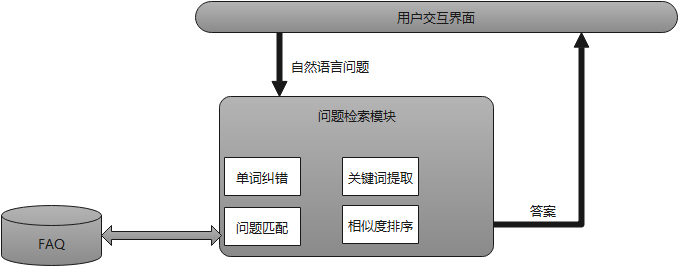 用户交互界面
自然语言问题
问题检索模块
单词纠错
关键词提取
问题匹配
相似度排序
答案
FAQ